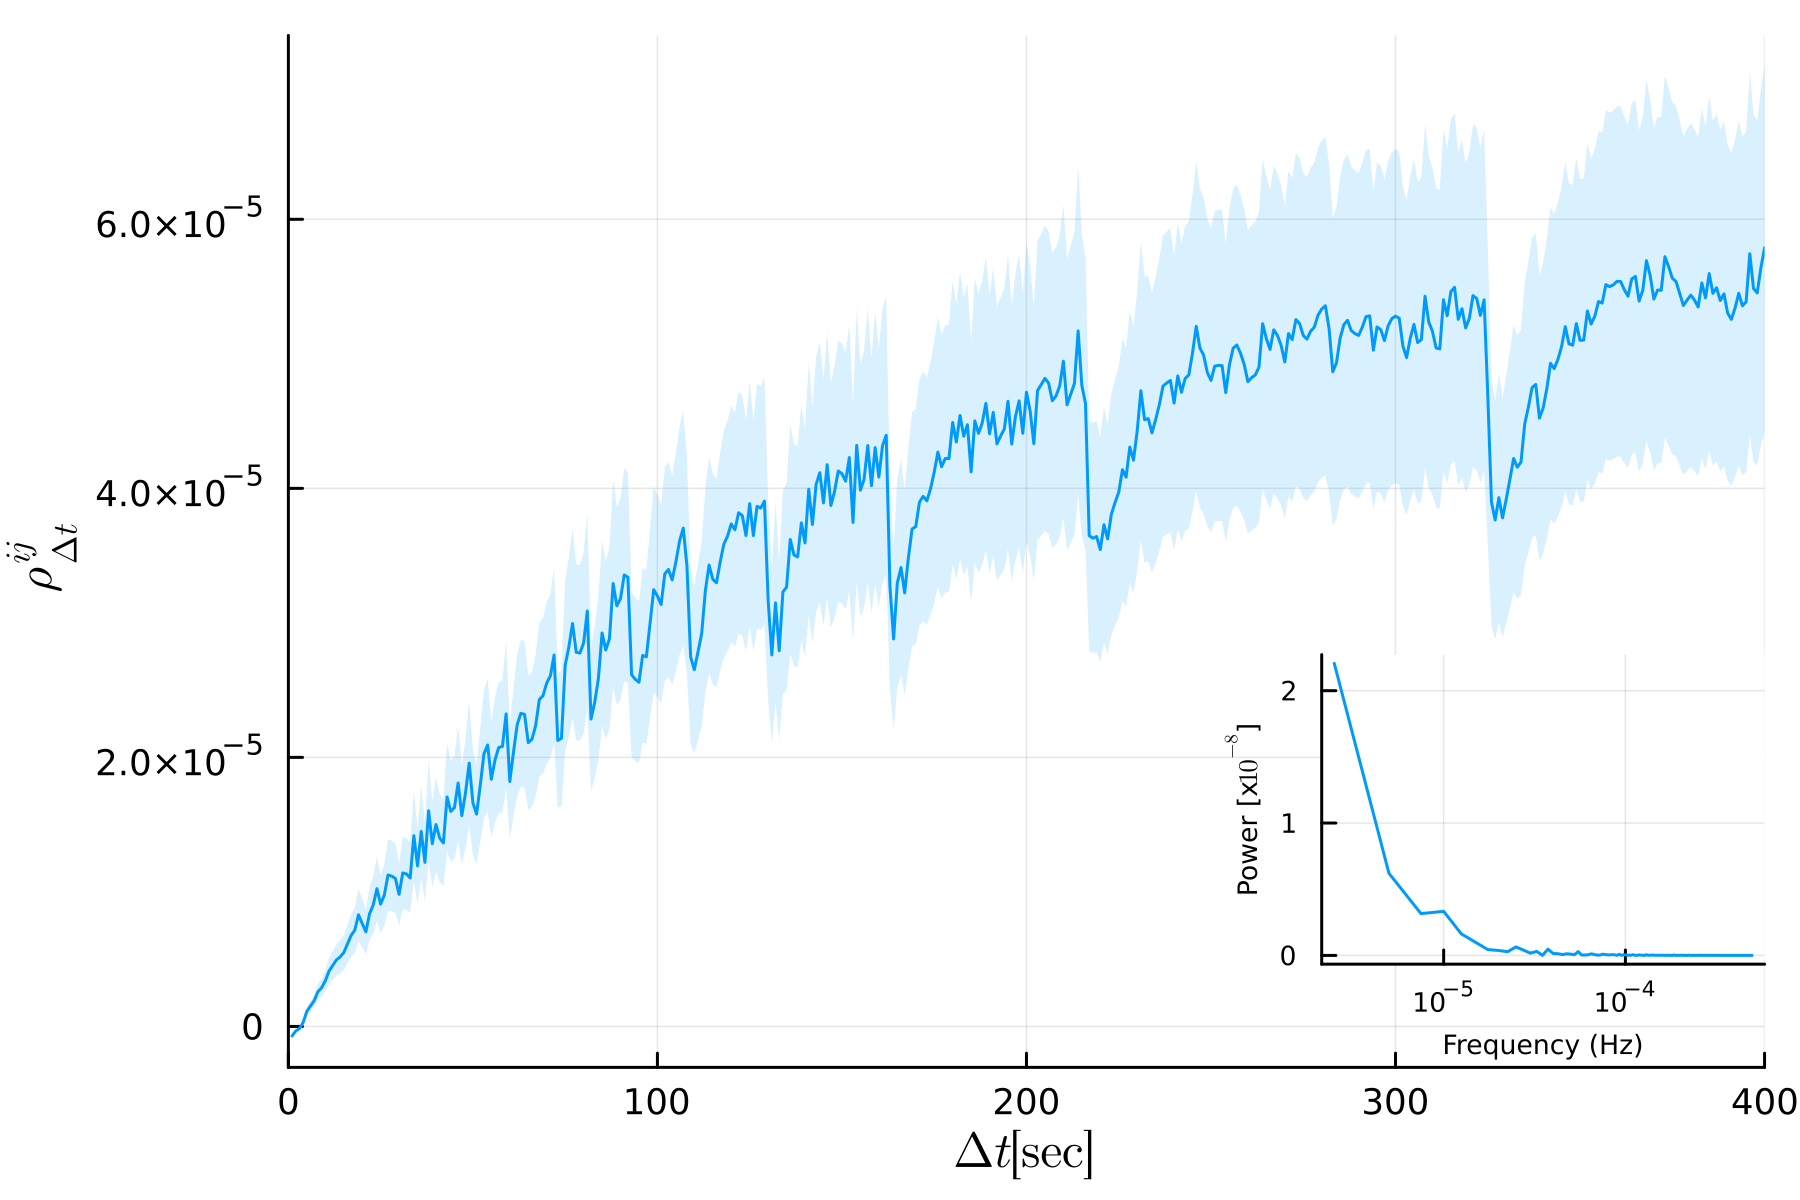 6.0×10⁻⁵
4.0×10⁻⁵
2.0×10⁻⁵
0
ρ^{ij}_{Δt}
0 100 200 300 400
Δt[sec]
2
1
0
Power [x10⁻⁸]
10⁻⁵ 10⁻⁴
Frequency (Hz)